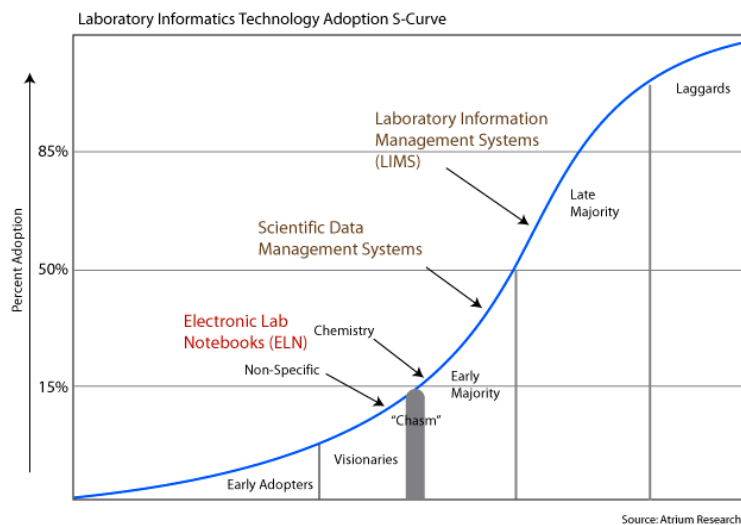 Laboratory Informatics Technology Adoption S-Curve
Laggards
Laboratory Information
Management Systems
(LIMS)
85%
Late
Majority
Scientific Data
Management Systems
Percent Adoption
50%
Electronic Lab
Notebooks (ELN)
Chemistry
Non-Specific
Early
Majority
15%
"Chasm"
Visionaries
Early Adopters
Source: Atrium Research